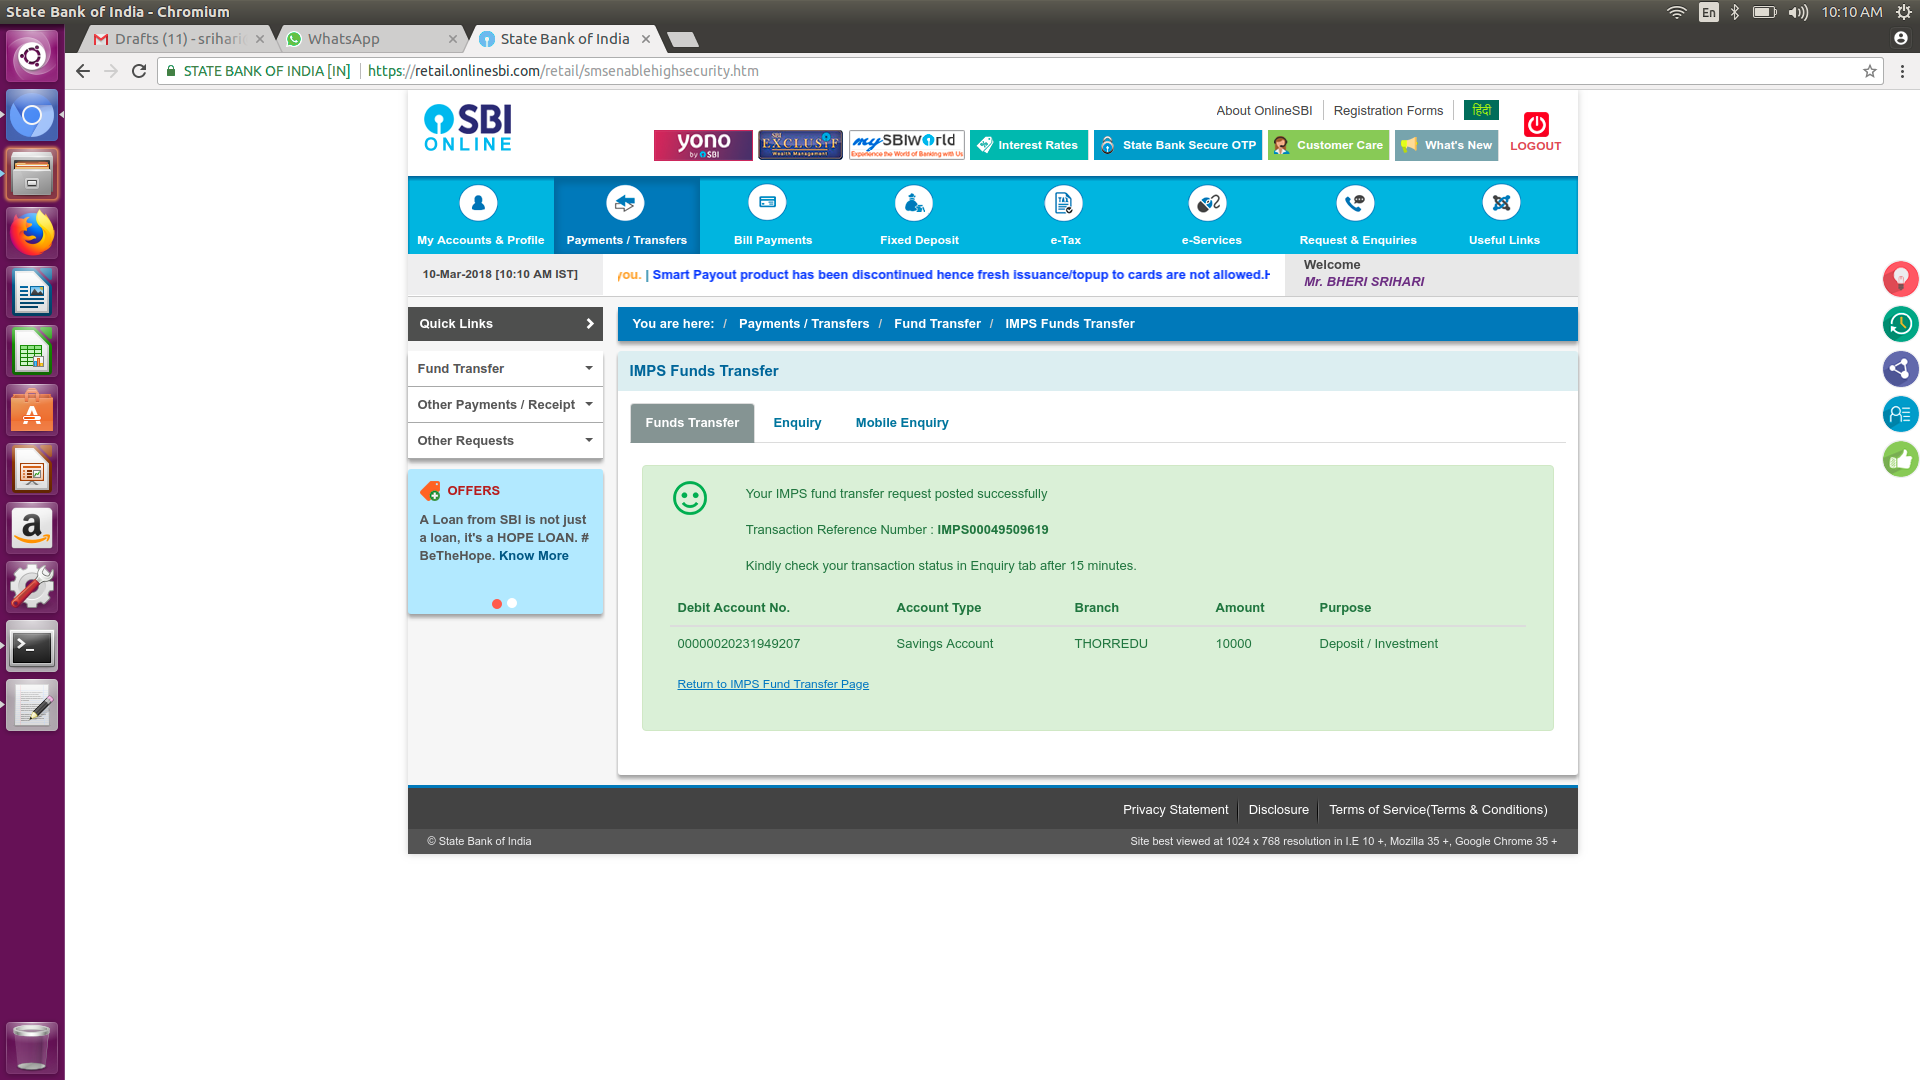 State Bank of India - Chromium
En
10:10 AM
Drafts (11) - srihari
WhatsApp
State Bank of India
STATE BANK OF INDIA [IN]
https://retail.onlinesbi.com/retail/smsenablehighsecurity.htm
SBI
ONLINE
About OnlineSBI
Registration Forms
हिंदी
LOGOUT
yono
by SBI
SBI
EXCLUSIF
Wealth Management
my SBIWorld
Experience the World of Banking with Us
Interest Rates
State Bank Secure OTP
Customer Care
What's New
My Accounts & Profile
Payments / Transfers
Bill Payments
Fixed Deposit
TAX
e-Tax
e-Services
Request & Enquiries
Useful Links
10-Mar-2018 [10:10 AM IST]
you. | Smart Payout product has been discontinued hence fresh issuance/topup to cards are not allowed.H
Welcome
Mr. BHERI SRIHARI
Quick Links
You are here: / Payments / Transfers / Fund Transfer / IMPS Funds Transfer
Fund Transfer
Other Payments / Receipt
Other Requests
IMPS Funds Transfer
Funds Transfer
Enquiry
Mobile Enquiry
OFFERS
A Loan from SBI is not just
a loan, it's a HOPE LOAN. #
BeTheHope. Know More
Your IMPS fund transfer request posted successfully
Transaction Reference Number : IMPS00049509619
Kindly check your transaction status in Enquiry tab after 15 minutes.
Debit Account No. Account Type Branch Amount Purpose
00000020231949207 Savings Account THORREDU 10000 Deposit / Investment
Return to IMPS Fund Transfer Page
Privacy Statement
Disclosure
Terms of Service(Terms & Conditions)
© State Bank of India
Site best viewed at 1024 x 768 resolution in I.E 10 +, Mozilla 35 +, Google Chrome 35 +